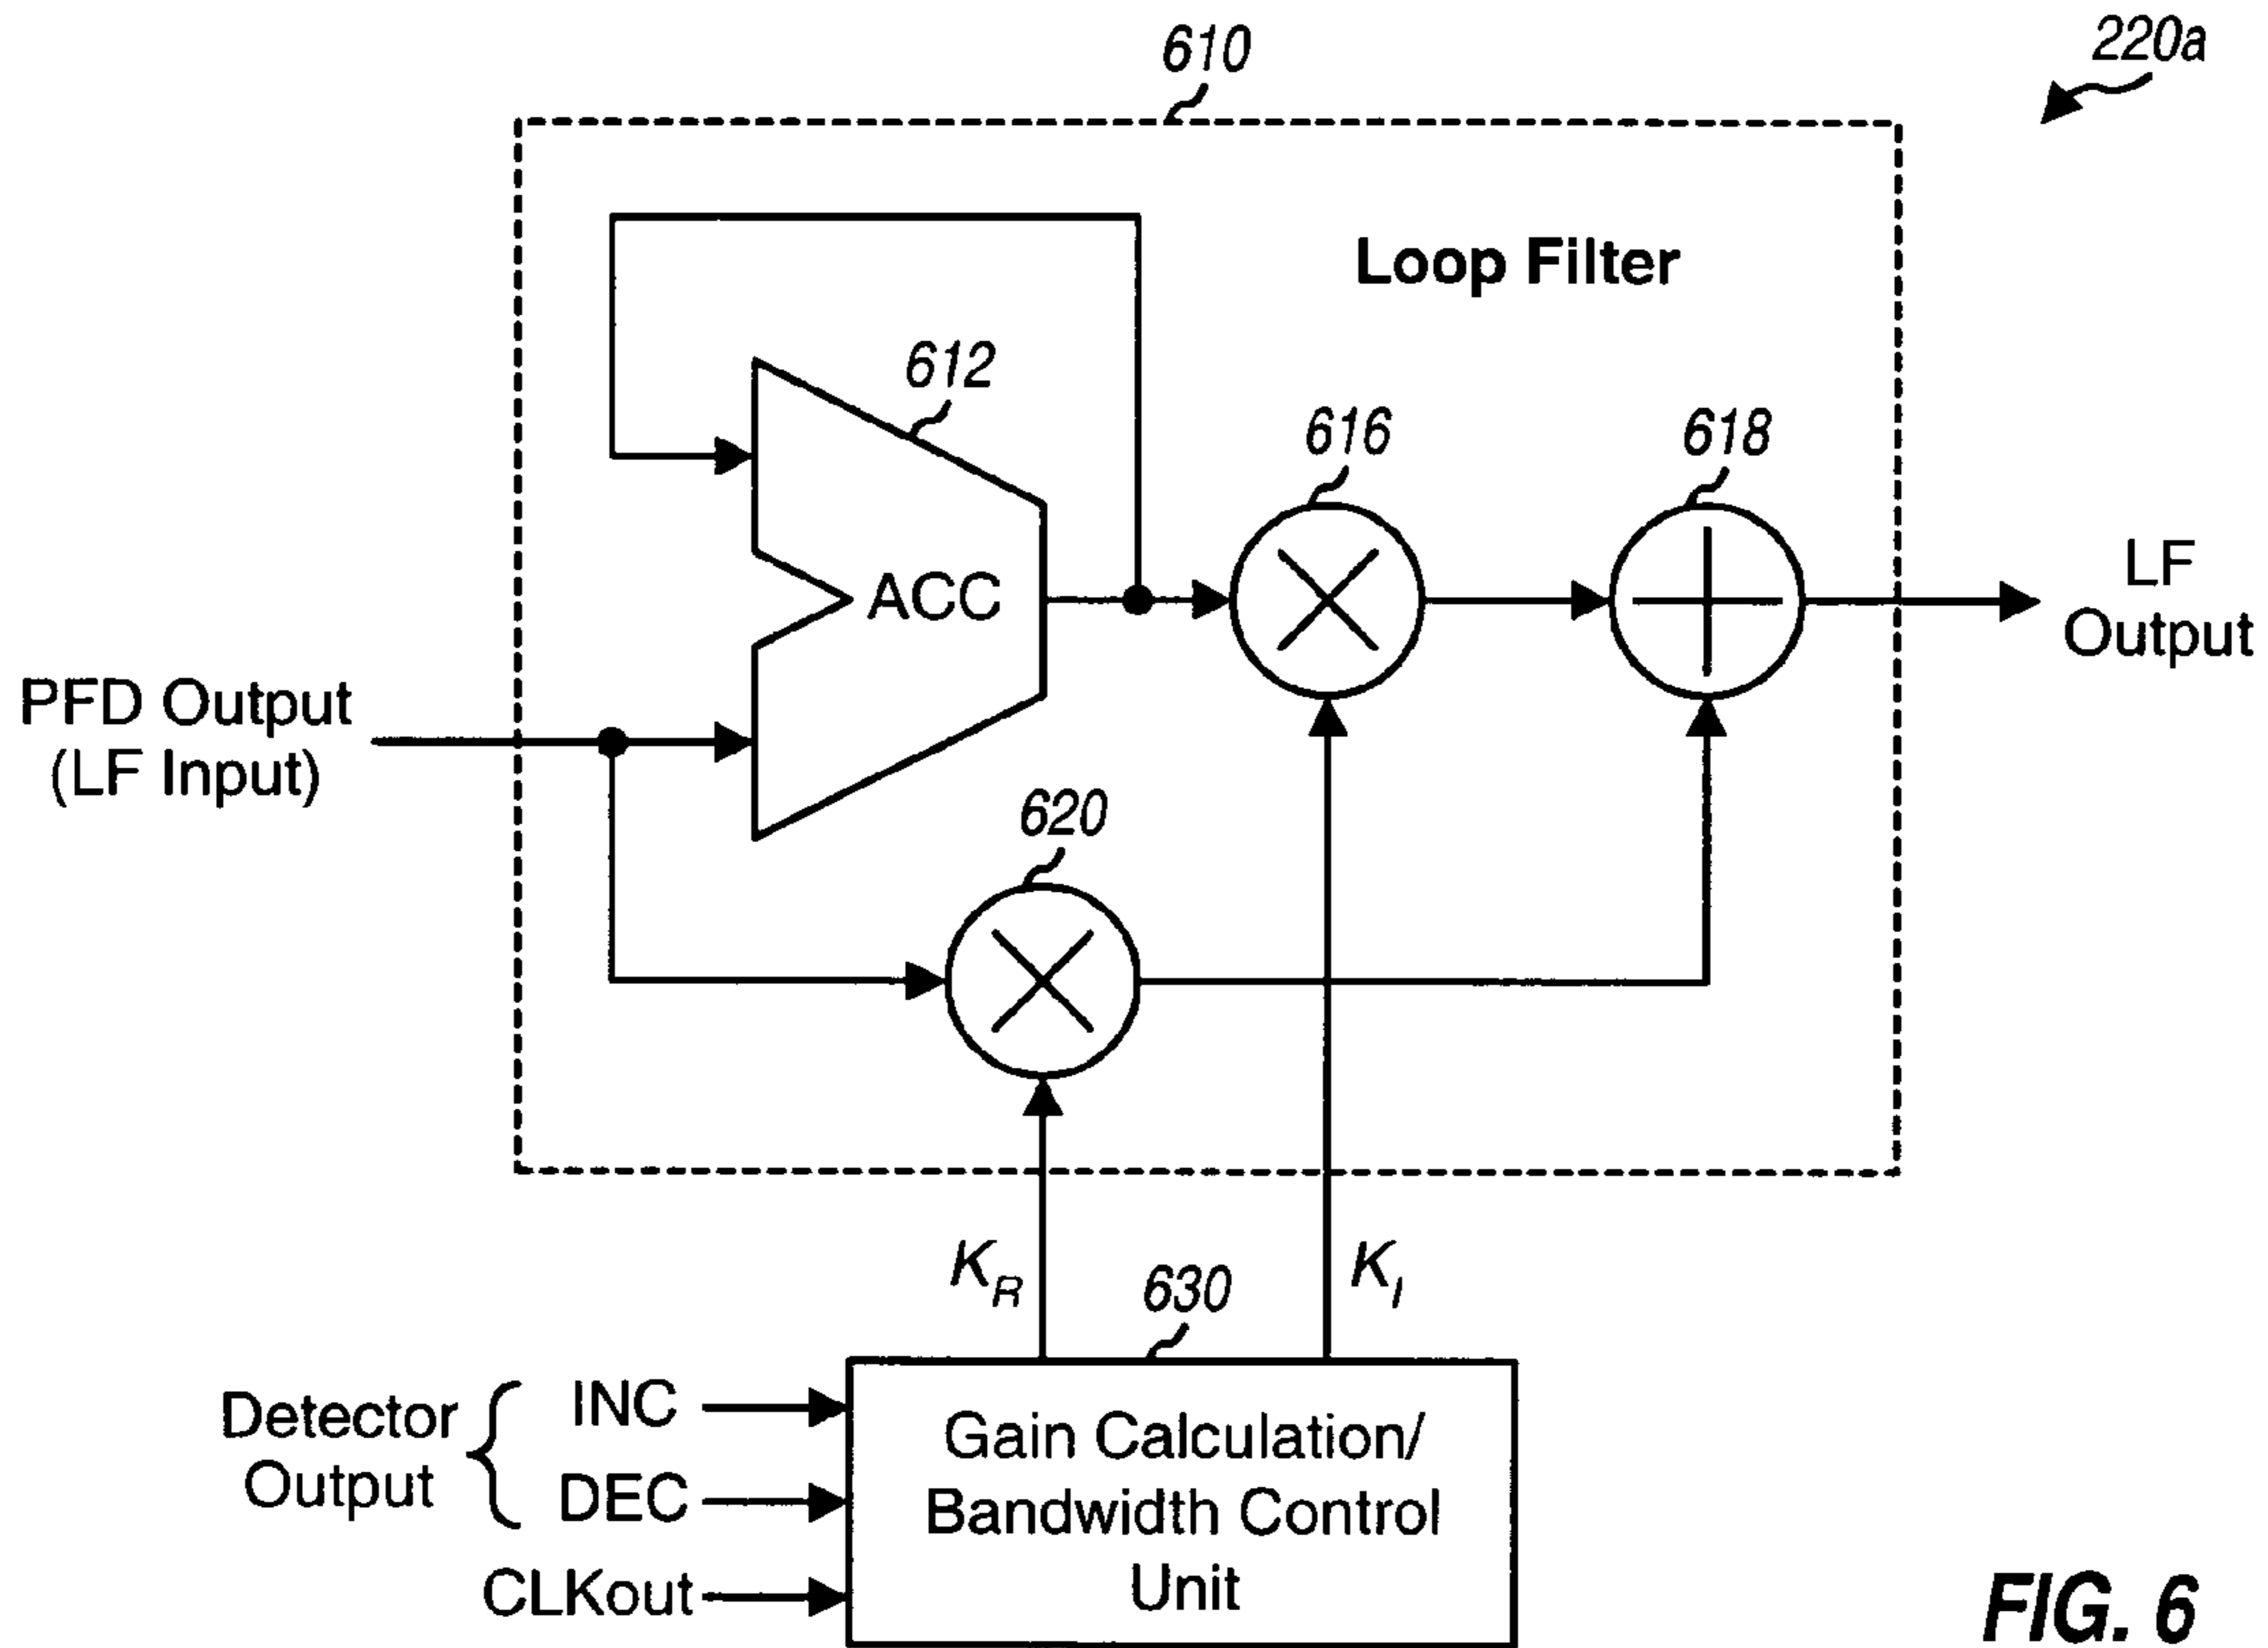 220a
610
Loop Filter
612
616
618
ACC
LF
Output
PFD Output
(LF Input)
620
K_R
630
K_I
Detector
Output
INC
DEC
CLKout
Gain Calculation/
Bandwidth Control
Unit
FIG. 6